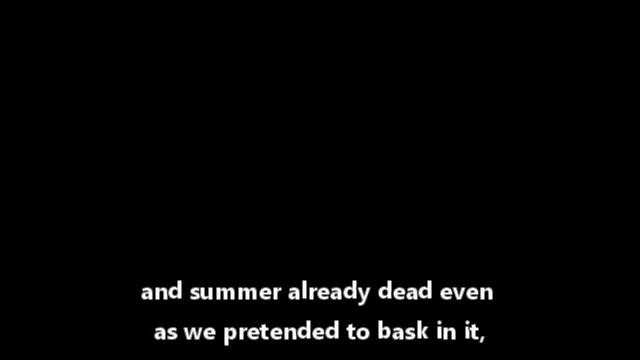 and summer already dead even
as we pretended to bask in it,